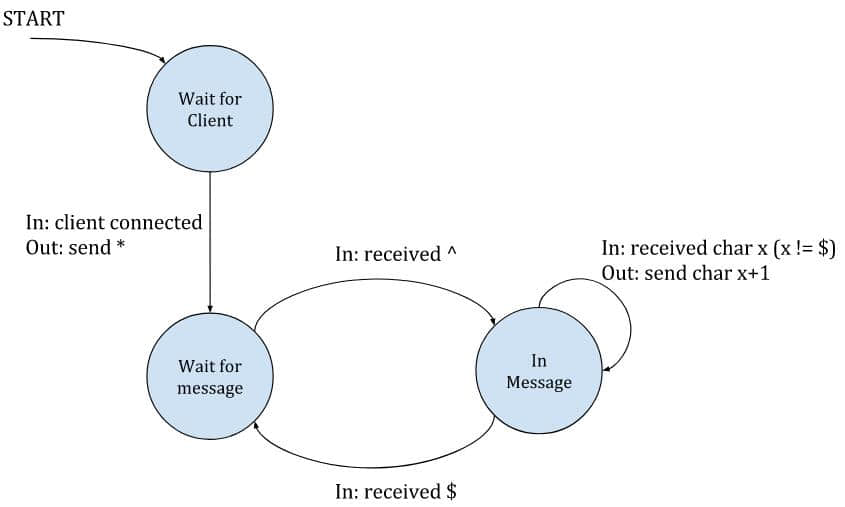 START
Wait for
Client
In: client connected
Out: send *
In: received ^
In: received char x (x != $)
Out: send char x+1
Wait for
message
In
Message
In: received $